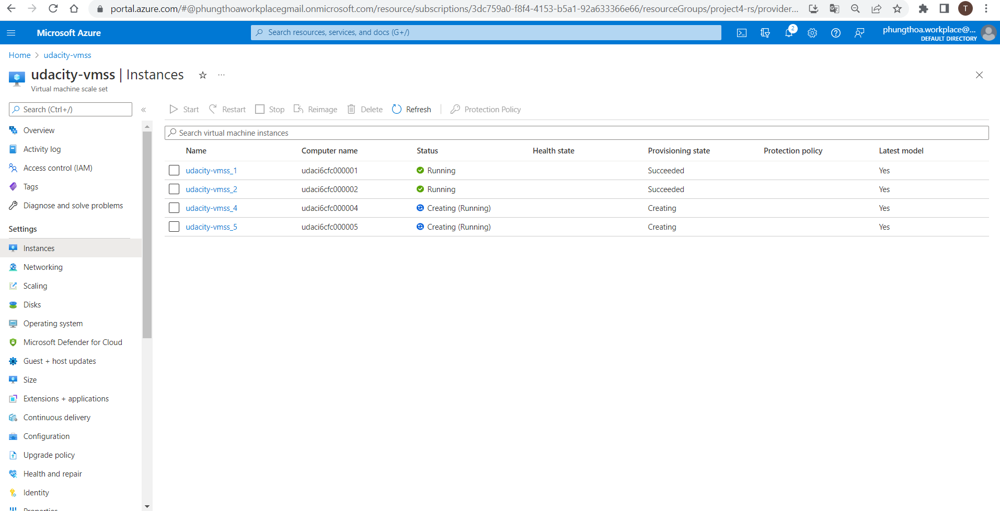 portal.azure.com/#@phungthoaworkplacegmail.onmicrosoft.com/resource/subscriptions/3dc759a0-f8f4-4153-b5a1-92a633366e66/resourceGroups/project4-rs/provider...
T
Microsoft Azure
Search resources, services, and docs (G+/)
2
phungthoa.workplace@...
DEFAULT DIRECTORY
Home > udacity-vmss
udacity-vmss | Instances
Virtual machine scale set
Search (Ctrl+/)
Overview
Activity log
Access control (IAM)
Tags
Diagnose and solve problems
Settings
Instances
Networking
Scaling
Disks
Operating system
Microsoft Defender for Cloud
Guest + host updates
Size
Extensions + applications
Continuous delivery
Configuration
Upgrade policy
Health and repair
Identity
Properties
Start Restart Stop Reimage Delete Refresh Protection Policy
Search virtual machine instances
Name Computer name Status Health state Provisioning state Protection policy Latest model
udacity-vmss_1 udaci6cfc000001 Running Succeeded Yes
udacity-vmss_2 udaci6cfc000002 Running Succeeded Yes
udacity-vmss_4 udaci6cfc000004 Creating (Running) Creating Yes
udacity-vmss_5 udaci6cfc000005 Creating (Running) Creating Yes